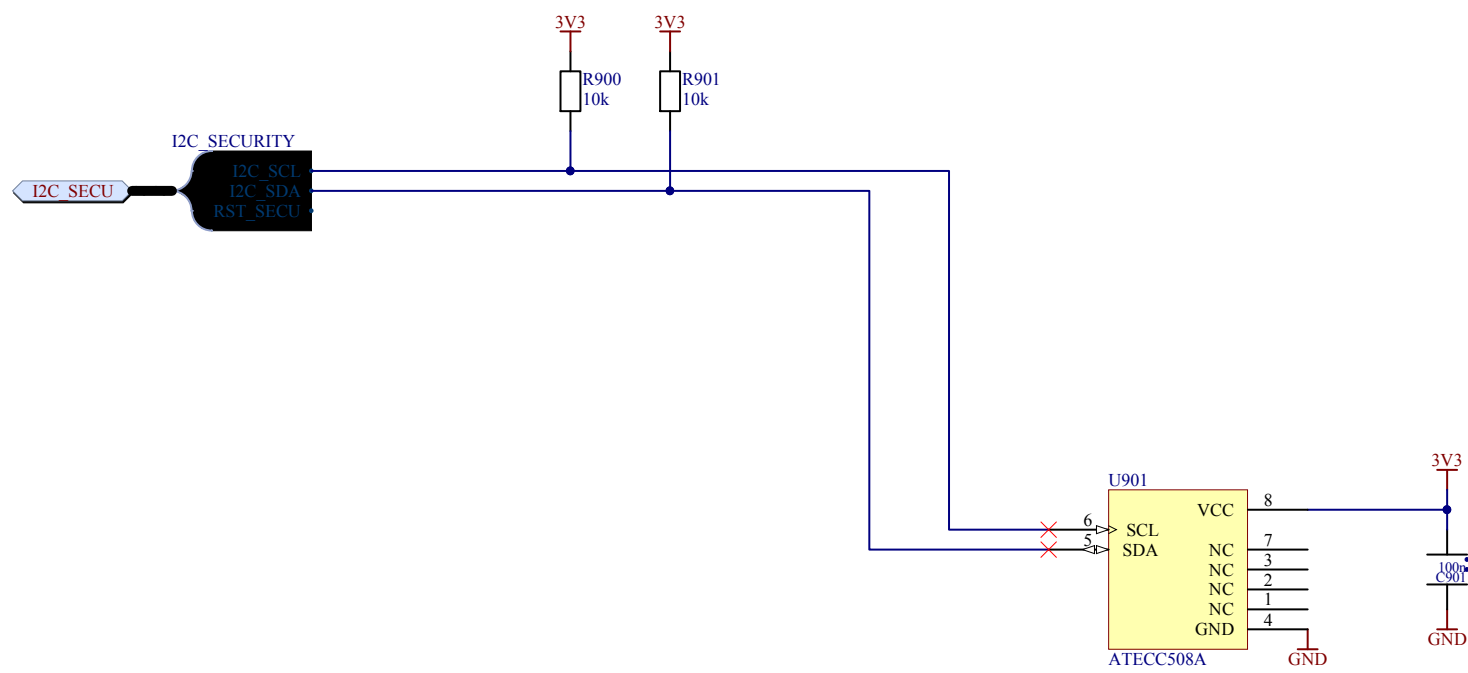 3V3
3V3
R900
10k
R901
10k
I2C_SECURITY
I2C_SECU
I2C_SCL
I2C_SDA
RST_SECU
U901
6
5
SCL
SDA
VCC
NC
NC
NC
NC
GND
8
7
3
2
1
4
ATECC508A
GND
3V3
100n
C901
GND